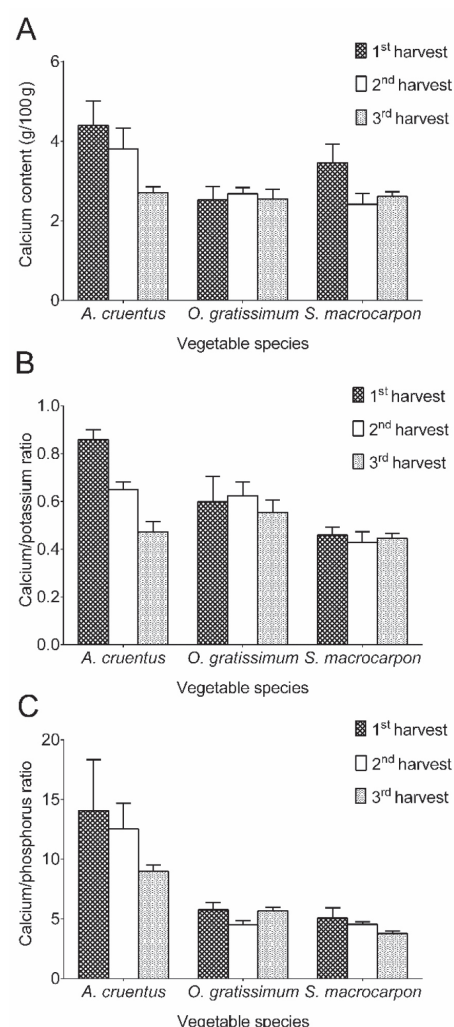 A
1st harvest
2nd harvest
3rd harvest
Calcium content (g/100g)
6
4
2
0
A. cruentus O. gratissimum S. macrocarpon
Vegetable species
B
1st harvest
2nd harvest
3rd harvest
Calcium/potassium ratio
1.0
0.8
0.6
0.4
0.2
0.0
A. cruentus O. gratissimum S. macrocarpon
Vegetable species
C
1st harvest
2nd harvest
3rd harvest
Calcium/phosphorus ratio
20
15
10
5
0
A. cruentus O. gratissimum S. macrocarpon
Vegetable species